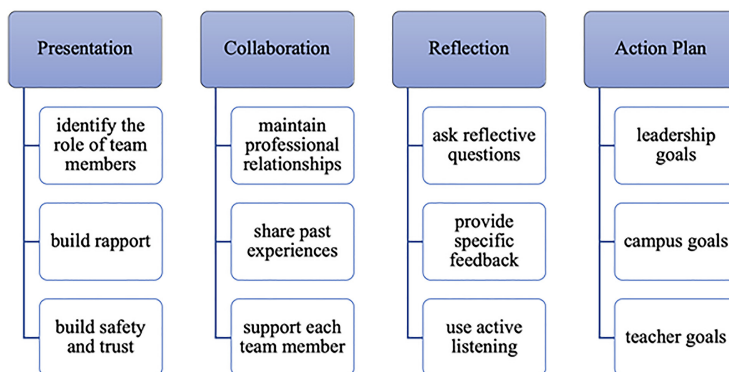 Presentation
identify the
role of team
members
build rapport
build safety
and trust
Collaboration
maintain
professional
relationships
share past
experiences
support each
team member
Reflection
ask reflective
questions
provide
specific
feedback
use active
listening
Action Plan
leadership
goals
campus goals
teacher goals